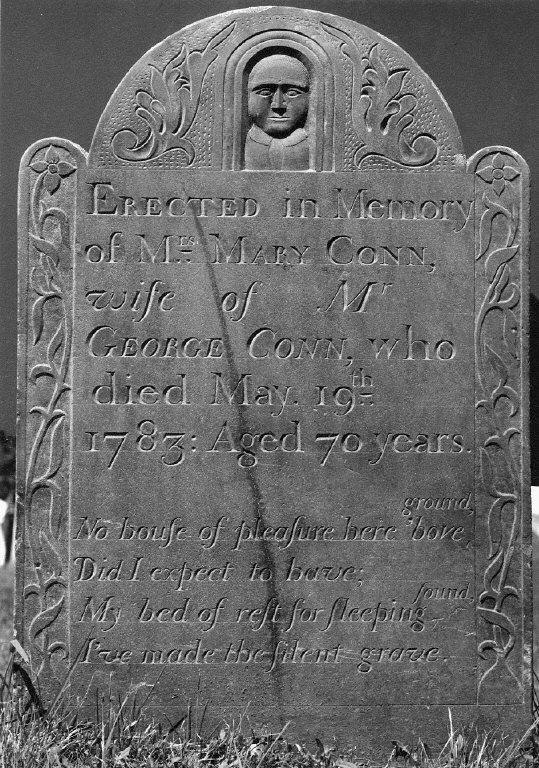 ERECTED in Memory
of Mrs. MARY CONN,
wife of Mr
GEORGE CONN, who
died May. 19th.
1783: Aged 70 years.
ground,
No houſe of pleaſure here 'bove
Did I expect to have;
ſound,
My bed of reſt for ſleeping
I've made the ſilent grave.